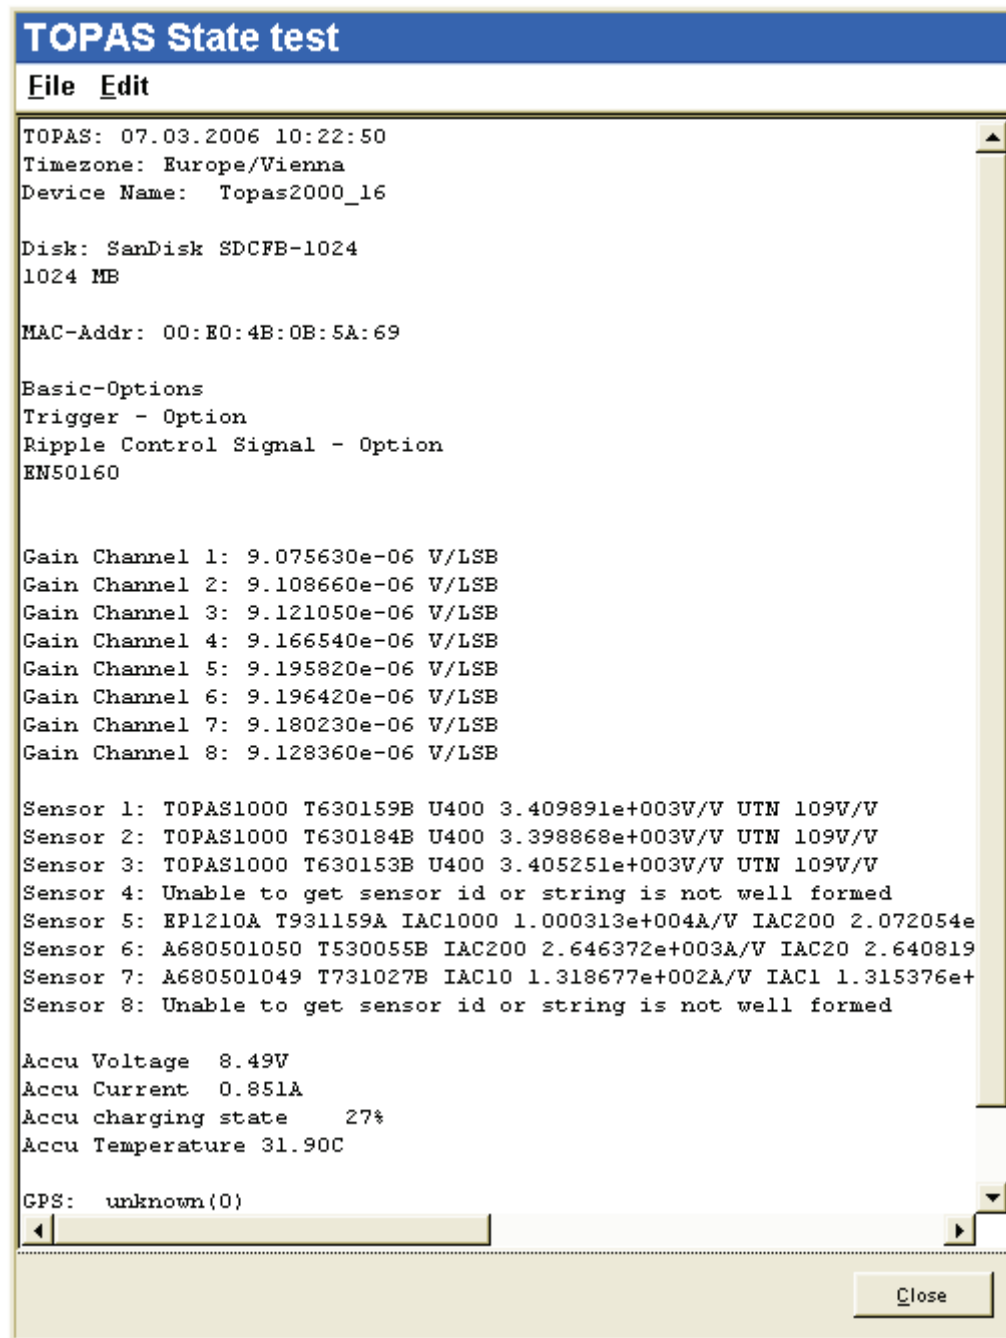 TOPAS State test
File Edit
TOPAS: 07.03.2006 10:22:50
Timezone: Europe/Vienna
Device Name: Topas2000_16
Disk: SanDisk SDCFB-1024
1024 MB
MAC-Addr: 00:E0:4B:0B:5A:69
Basic-Options
Trigger - Option
Ripple Control Signal - Option
EN50160
Gain Channel 1: 9.075630e-06 V/LSB
Gain Channel 2: 9.108660e-06 V/LSB
Gain Channel 3: 9.121050e-06 V/LSB
Gain Channel 4: 9.166540e-06 V/LSB
Gain Channel 5: 9.195820e-06 V/LSB
Gain Channel 6: 9.196420e-06 V/LSB
Gain Channel 7: 9.180230e-06 V/LSB
Gain Channel 8: 9.128360e-06 V/LSB
Sensor 1: TOPAS1000 T630159B U400 3.409891e+003V/V UTN 109V/V
Sensor 2: TOPAS1000 T630184B U400 3.398868e+003V/V UTN 109V/V
Sensor 3: TOPAS1000 T630153B U400 3.405251e+003V/V UTN 109V/V
Sensor 4: Unable to get sensor id or string is not well formed
Sensor 5: EP1210A T931159A IAC1000 1.000313e+004A/V IAC200 2.072054e
Sensor 6: A680501050 T530055B IAC200 2.646372e+003A/V IAC20 2.640819
Sensor 7: A680501049 T731027B IAC10 1.318677e+002A/V IAC1 1.315376e+
Sensor 8: Unable to get sensor id or string is not well formed
Accu Voltage 8.49V
Accu Current 0.851A
Accu charging state 27%
Accu Temperature 31.90C
GPS: unknown(0)
Close